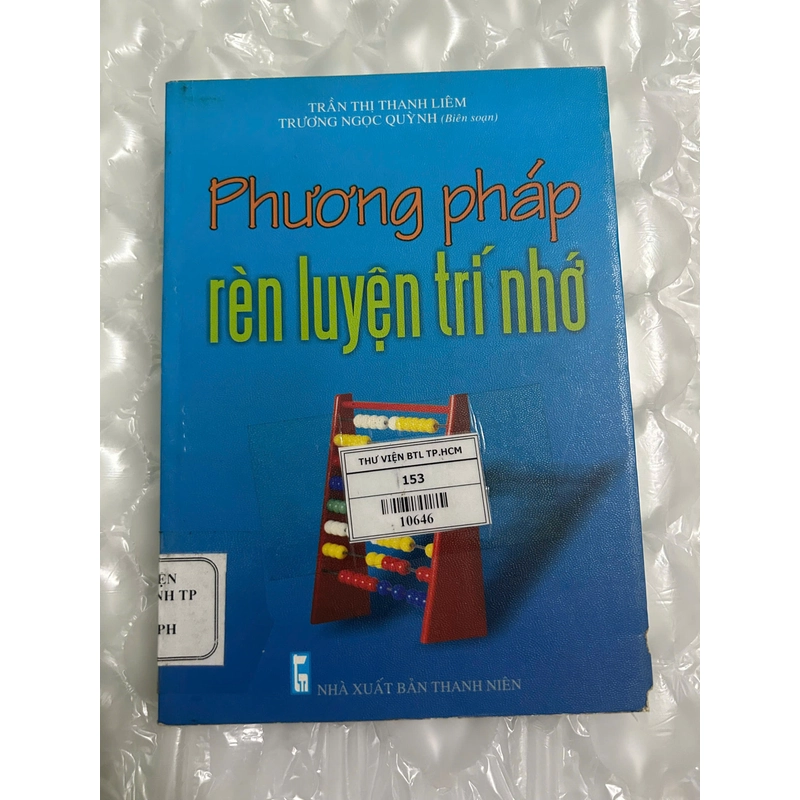 TRẦN THỊ THANH LIÊM
TRƯƠNG NGỌC QUỲNH (Biên soạn)
Phương pháp
rèn luyện trí nhớ
THƯ VIỆN BTL TP.HCM
153
10646
ỆN
NH TP
PH
NHÀ XUẤT BẢN THANH NIÊN